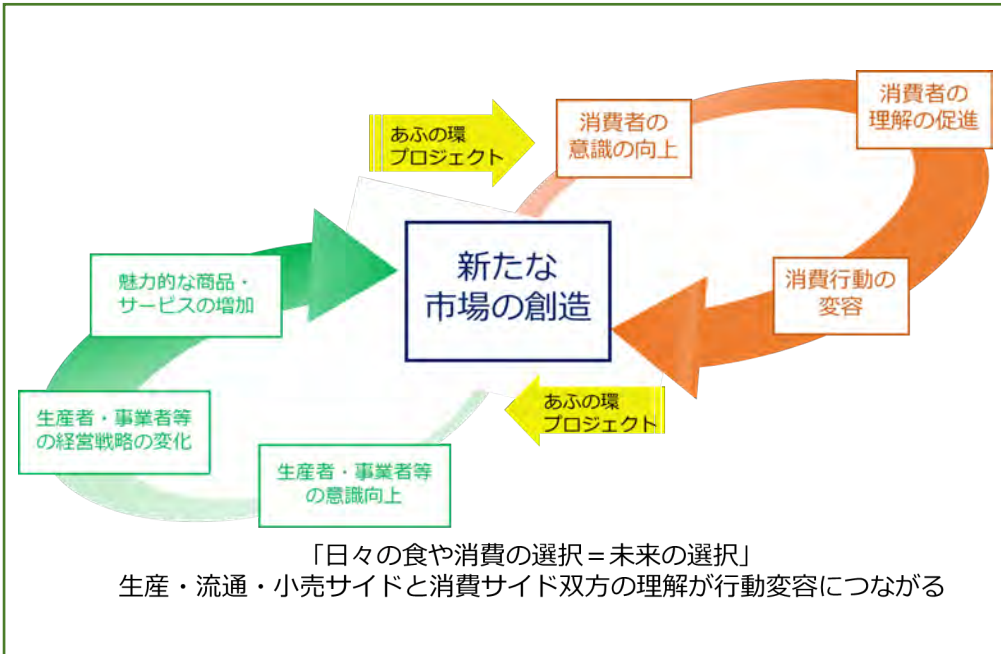 あふの環
プロジェクト
消費者の
意識の向上
消費者の
理解の促進
消費行動の
変容
新たな
市場の創造
魅力的な商品・
サービスの増加
生産者・事業者等
の経営戦略の変化
生産者・事業者等
の意識向上
あふの環
プロジェクト
「日々の食や消費の選択＝未来の選択」
生産・流通・小売サイドと消費サイド双方の理解が行動変容につながる